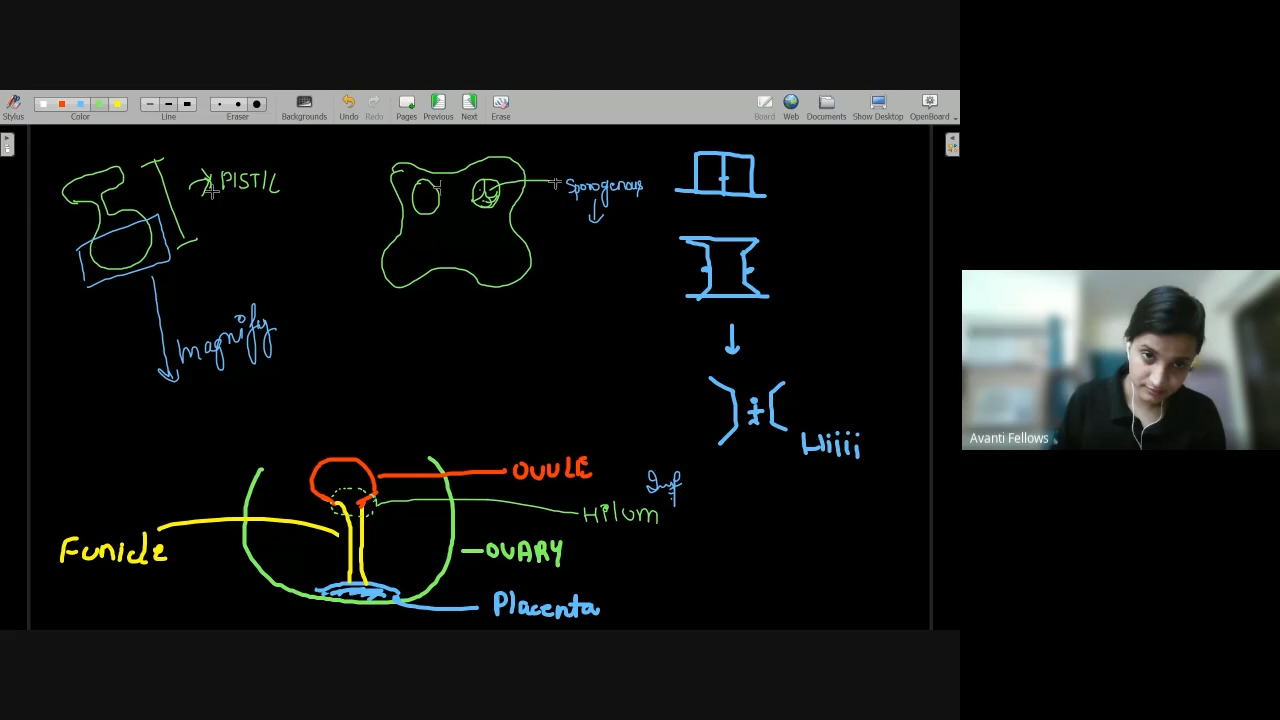 Stylus
Color
Line
Eraser
Backgrounds
Undo
Redo
Pages
Previous
Next
Erase
Board
Web
Documents
Show Desktop
OpenBoard
PISTIL
Sporogenous
magnify
Hiiii
OVULE
Imp
Hilum
Funicle
OVARY
Placenta
Avanti Fellows